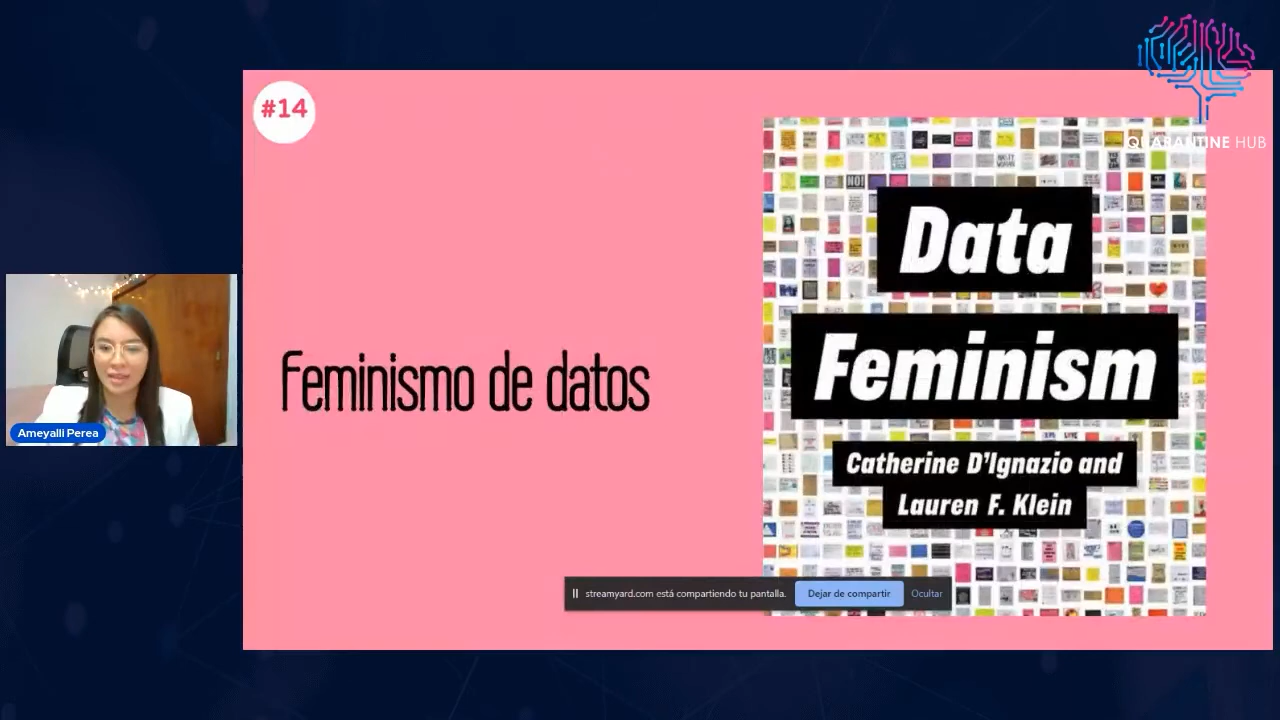 #14
QUARANTINE HUB
NO!
Data
Feminism
feminismo de datos
Catherine D'Ignazio and
Lauren F. Klein
Ameyalli Perea
streamyard.com está compartiendo tu pantalla.
Dejar de compartir
Ocultar